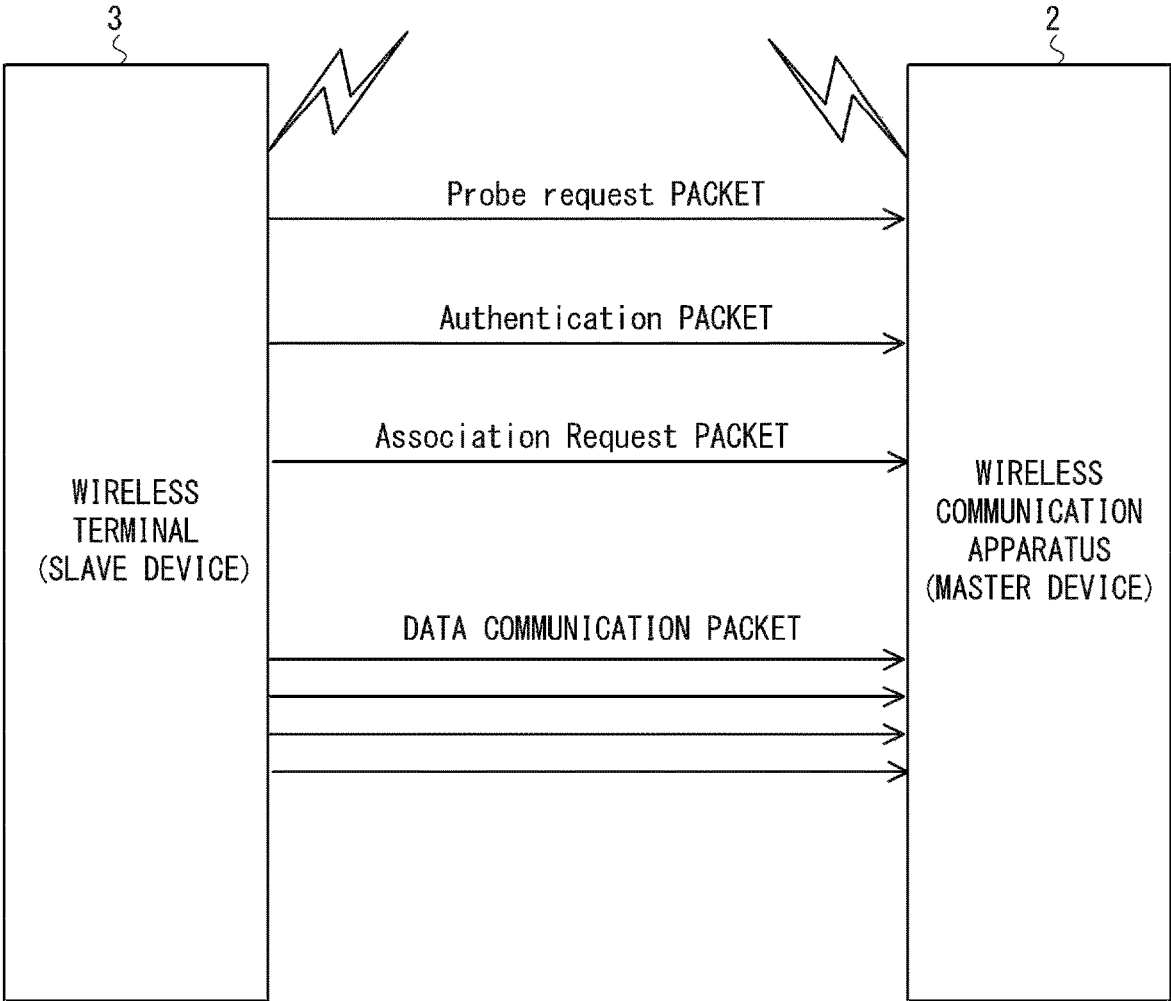 3
2
Probe request PACKET
Authentication PACKET
Association Request PACKET
WIRELESS
TERMINAL
(SLAVE DEVICE)
WIRELESS
COMMUNICATION
APPARATUS
(MASTER DEVICE)
DATA COMMUNICATION PACKET